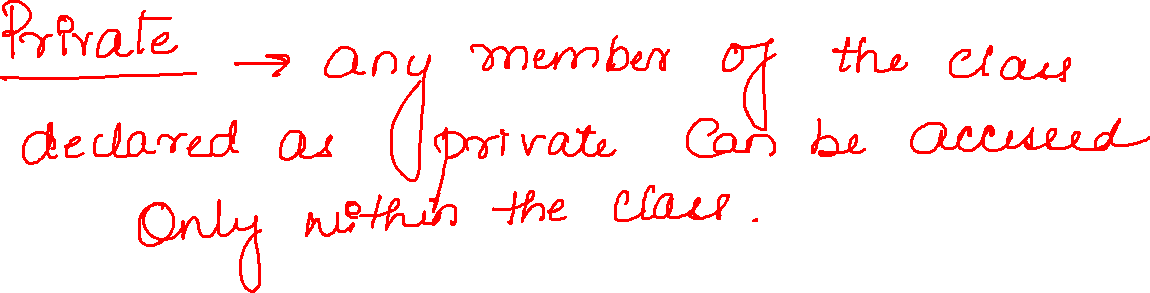 Private → any member of the class
declared as private can be accessed
Only within the class.